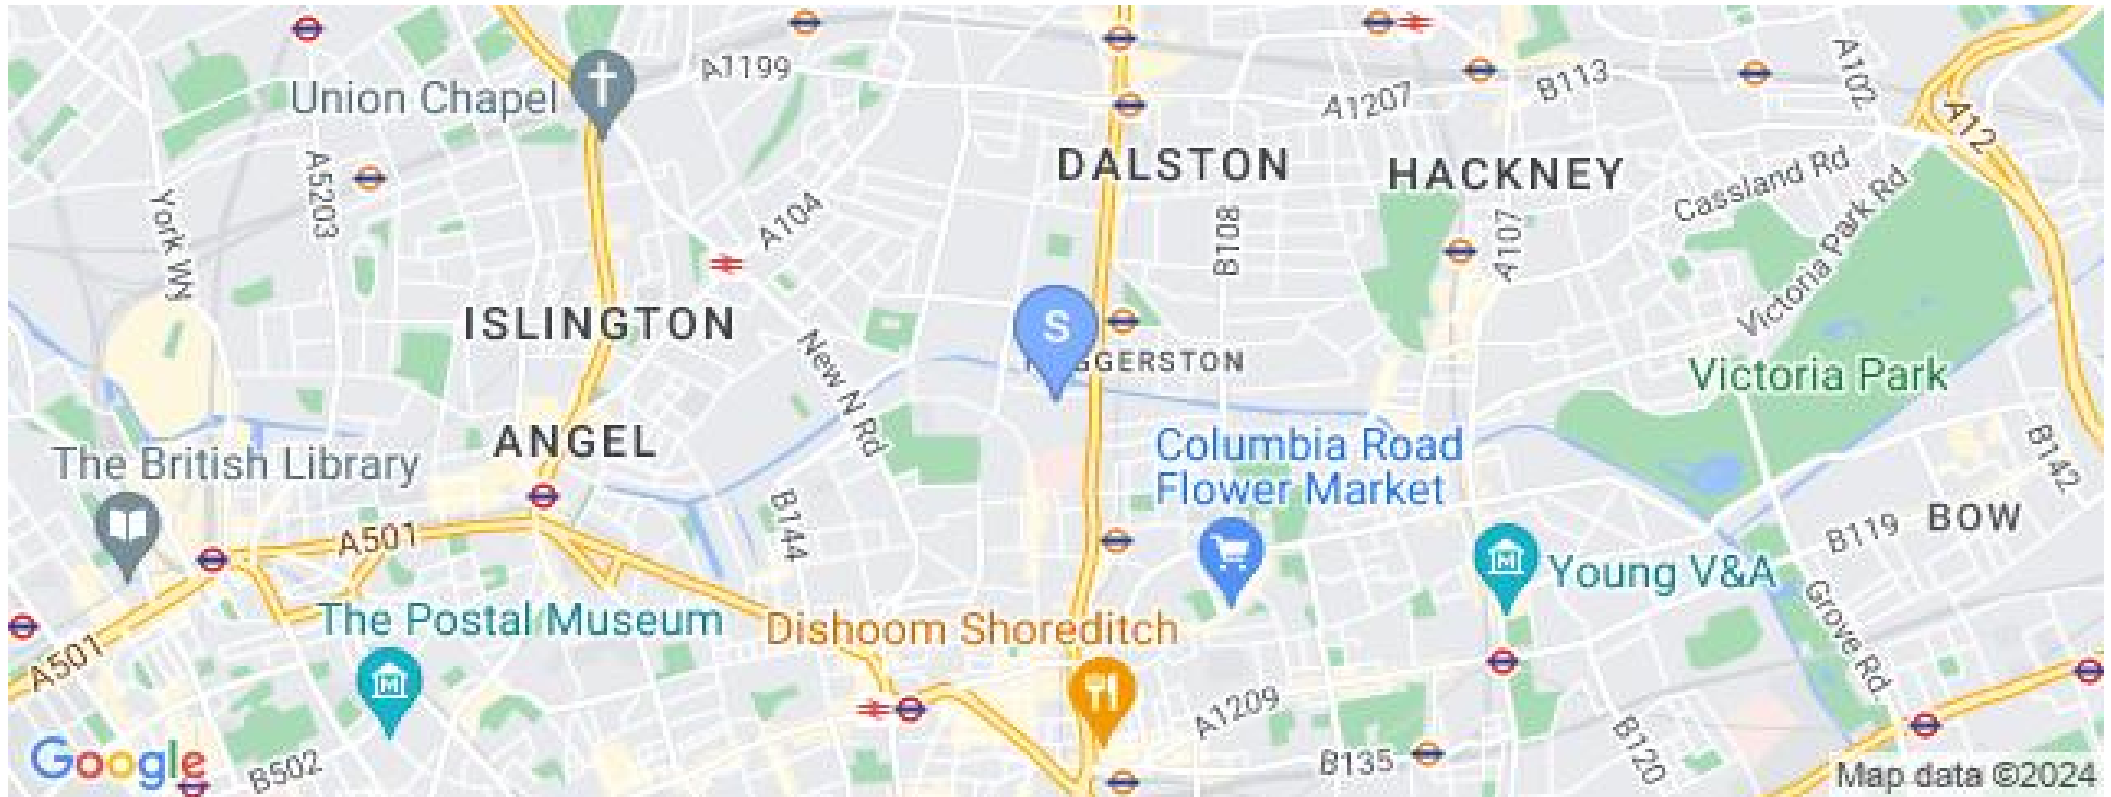 Union Chapel
A1199
A1207
B113
A102
A12
DALSTON
HACKNEY
Cassland Rd
Victoria Park Rd
A5203
York Wy
A104
B108
A107
ISLINGTON
S
GGERSTON
New N Rd
Victoria Park
ANGEL
The British Library
Columbia Road
Flower Market
B142
B144
A501
B119
BOW
Young V&A
Grove Rd
The Postal Museum
Dishoom Shoreditch
A501
M
M
A1209
B120
B135
Google
B502
Map data ©2024